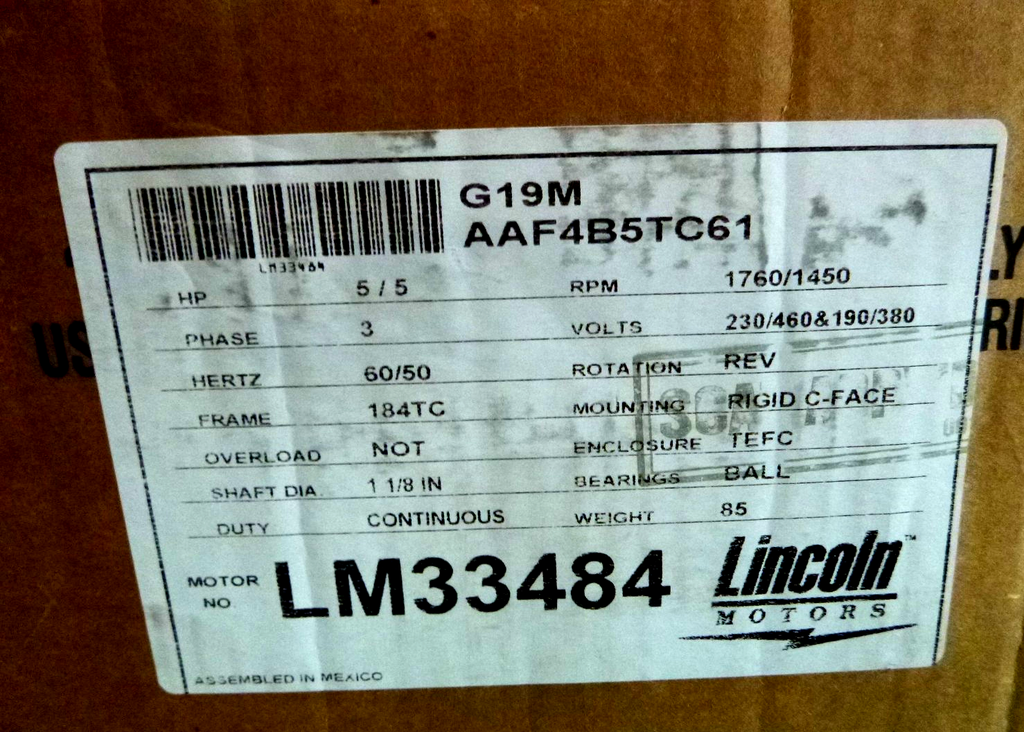 G19M
AAF4B5TC61
LM33484
HP 5 / 5 RPM 1760/1450
PHASE 3 VOLTS 230/460&190/380
HERTZ 60/50 ROTATION REV
FRAME 184TC MOUNTING RIGID C-FACE
OVERLOAD NOT ENCLOSURE TEFC
SHAFT DIA. 1 1/8 IN BEARINGS BALL
DUTY CONTINUOUS WEIGHT 85
MOTOR NO LM33484
Lincoln™
MOTORS
ASSEMBLED IN MEXICO